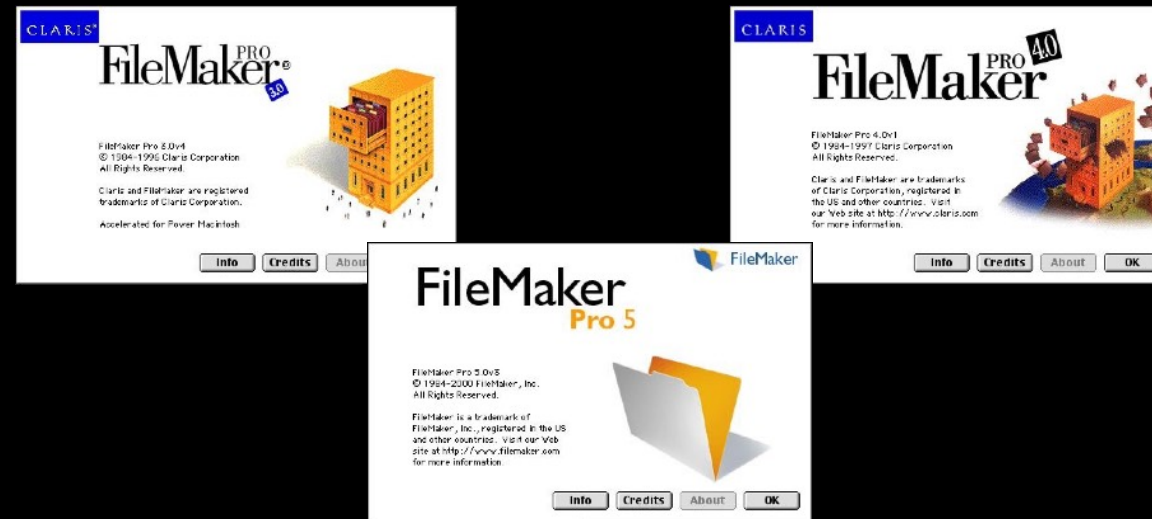 CLARIS®
PRO
FileMaker®
3.0
FileMaker Pro 3.0v4
© 1984-1996 Claris Corporation
All Rights Reserved.
Claris and FileMaker are registered
trademarks of Claris Corporation.
Accelerated for Power Macintosh
Info
Credits
Abou
CLARIS
PRO
4.0
FileMaker
FileMaker Pro 4.0v1
© 1984-1997 Claris Corporation
All Rights Reserved.
Claris and FileMaker are trademarks
of Claris Corporation, registered in
the US and other countries. Visit
our Web site at http://www.claris.com
for more information.
Info
Credits
About
OK
FileMaker
FileMaker
Pro 5
FileMaker Pro 5.0v3
© 1984-2000 FileMaker, Inc.
All Rights Reserved.
FileMaker is a trademark of
FileMaker, Inc., registered in the US
and other countries. Visit our Web
site at http://www.filemaker.com
for more information.
Info
Credits
About
OK